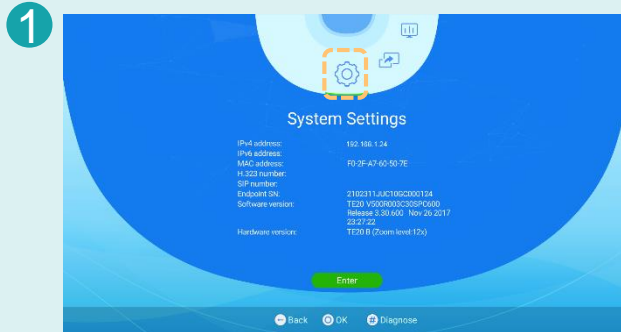 1
System Settings
IPv4 address: 192.168.1.24
IPv6 address:
MAC address: F0-2F-A7-60-50-7E
H.323 number:
SIP number:
Endpoint SN: 2102311JUC10GC000124
Software version: TE20 V500R003C30SPC600
Release 3.30.600 Nov 26 2017
23:27:22
Hardware version: TE20 B (Zoom level:12x)
Enter
Back OK # Diagnose